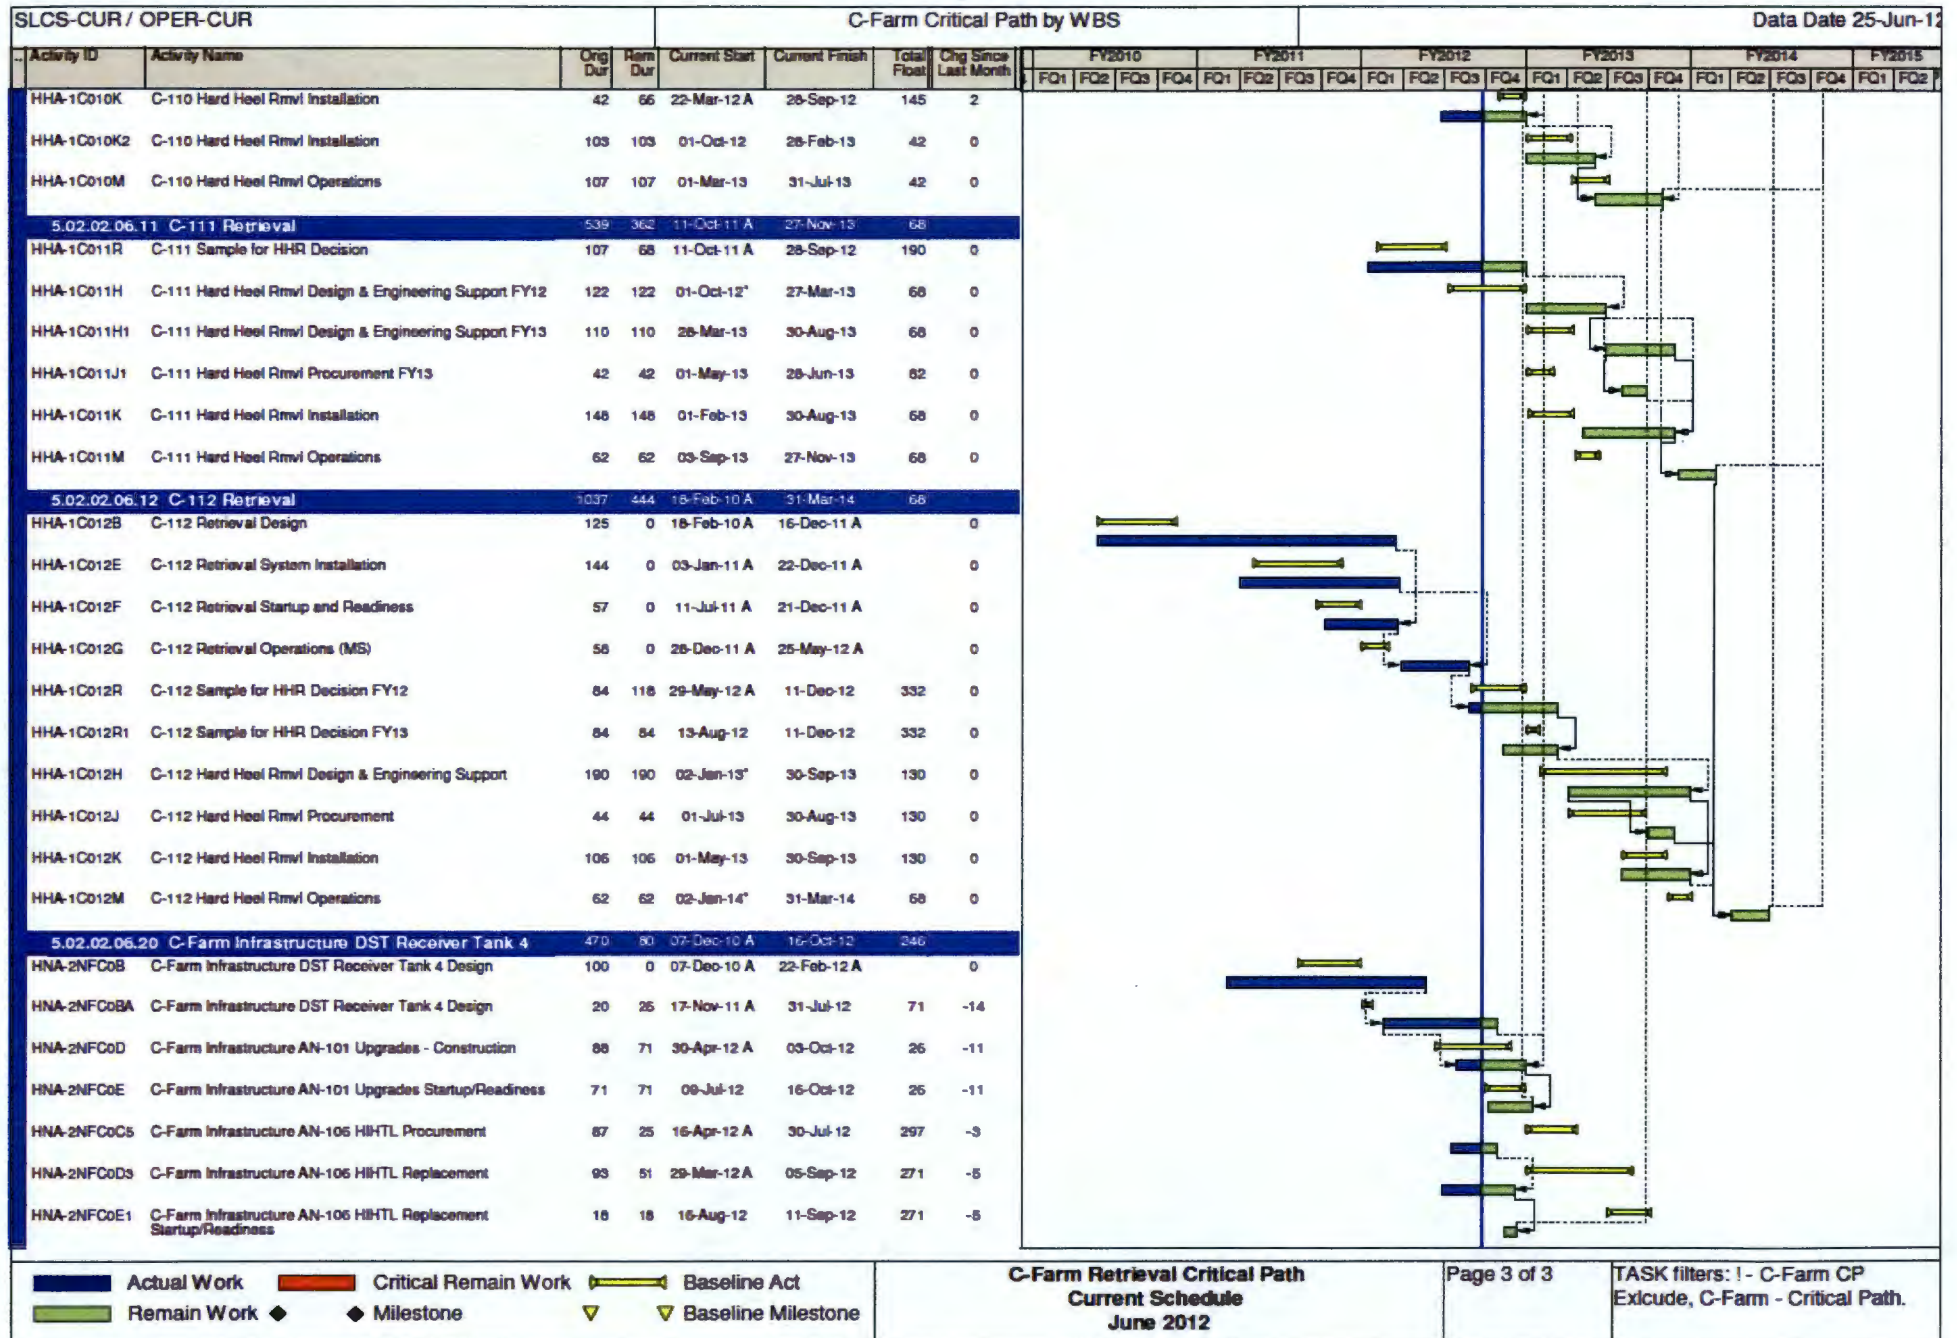 SLCS-CUR / OPER-CUR C-Farm Critical Path by WBS Data Date 25-Jun-12
.. Activity ID Activity Name Orig Dur Rem Dur Current Start Current Finish Total Float Chg Since Last Month FY2010 FY2011 FY2012 FY2013 FY2014 FY2015
FQ1 FQ2 FQ3 FQ4 FQ1 FQ2 FQ3 FQ4 FQ1 FQ2 FQ3 FQ4 FQ1 FQ2 FQ3 FQ4 FQ1 FQ2 FQ3 FQ4 FQ1 FQ2
HHA-1C010K C-110 Hard Heel Rmvl Installation 42 66 22-Mar-12 A 28-Sep-12 145 2
HHA-1C010K2 C-110 Hard Heel Rmvl Installation 103 103 01-Oct-12 28-Feb-13 42 0
HHA-1C010M C-110 Hard Heel Rmvl Operations 107 107 01-Mar-13 31-Jul-13 42 0
5.02.02.06.11 C-111 Retrieval 539 362 11-Oct-11 A 27-Nov-13 68
HHA-1C011R C-111 Sample for HHR Decision 107 68 11-Oct-11 A 28-Sep-12 190 0
HHA-1C011H C-111 Hard Heel Rmvl Design & Engineering Support FY12 122 122 01-Oct-12* 27-Mar-13 68 0
HHA-1C011H1 C-111 Hard Heel Rmvl Design & Engineering Support FY13 110 110 28-Mar-13 30-Aug-13 68 0
HHA-1C011J1 C-111 Hard Heel Rmvl Procurement FY13 42 42 01-May-13 28-Jun-13 82 0
HHA-1C011K C-111 Hard Heel Rmvl Installation 148 148 01-Feb-13 30-Aug-13 68 0
HHA-1C011M C-111 Hard Heel Rmvl Operations 62 62 03-Sep-13 27-Nov-13 68 0
5.02.02.06.12 C-112 Retrieval 1037 444 18-Feb-10 A 31-Mar-14 68
HHA-1C012B C-112 Retrieval Design 125 0 18-Feb-10 A 16-Dec-11 A 0
HHA-1C012E C-112 Retrieval System Installation 144 0 03-Jan-11 A 22-Dec-11 A 0
HHA-1C012F C-112 Retrieval Startup and Readiness 57 0 11-Jul-11 A 21-Dec-11 A 0
HHA-1C012G C-112 Retrieval Operations (MS) 58 0 28-Dec-11 A 25-May-12 A 0
HHA-1C012R C-112 Sample for HHR Decision FY12 84 118 29-May-12 A 11-Dec-12 332 0
HHA-1C012R1 C-112 Sample for HHR Decision FY13 84 84 13-Aug-12 11-Dec-12 332 0
HHA-1C012H C-112 Hard Heel Rmvl Design & Engineering Support 190 190 02-Jan-13* 30-Sep-13 130 0
HHA-1C012J C-112 Hard Heel Rmvl Procurement 44 44 01-Jul-13 30-Aug-13 130 0
HHA-1C012K C-112 Hard Heel Rmvl Installation 106 106 01-May-13 30-Sep-13 130 0
HHA-1C012M C-112 Hard Heel Rmvl Operations 62 62 02-Jan-14* 31-Mar-14 68 0
5.02.02.06.20 C-Farm Infrastructure DST Receiver Tank 4 470 80 07-Dec-10 A 16-Oct-12 246
HNA-2NFC0B C-Farm Infrastructure DST Receiver Tank 4 Design 100 0 07-Dec-10 A 22-Feb-12 A 0
HNA-2NFC0BA C-Farm Infrastructure DST Receiver Tank 4 Design 20 26 17-Nov-11 A 31-Jul-12 71 -14
HNA-2NFC0D C-Farm Infrastructure AN-101 Upgrades - Construction 88 71 30-Apr-12 A 03-Oct-12 26 -11
HNA-2NFC0E C-Farm Infrastructure AN-101 Upgrades Startup/Readiness 71 71 09-Jul-12 16-Oct-12 26 -11
HNA-2NFC0C5 C-Farm Infrastructure AN-106 HIHTL Procurement 87 25 16-Apr-12 A 30-Jul-12 297 -3
HNA-2NFC0D3 C-Farm Infrastructure AN-106 HIHTL Replacement 93 51 29-Mar-12 A 05-Sep-12 271 -5
HNA-2NFC0E1 C-Farm Infrastructure AN-106 HIHTL Replacement Startup/Readiness 18 18 16-Aug-12 11-Sep-12 271 -5
Actual Work Critical Remain Work Baseline Act
Remain Work Milestone Baseline Milestone
C-Farm Retrieval Critical Path
Current Schedule
June 2012
Page 3 of 3
TASK filters: ! - C-Farm CP
Exlcude, C-Farm - Critical Path.